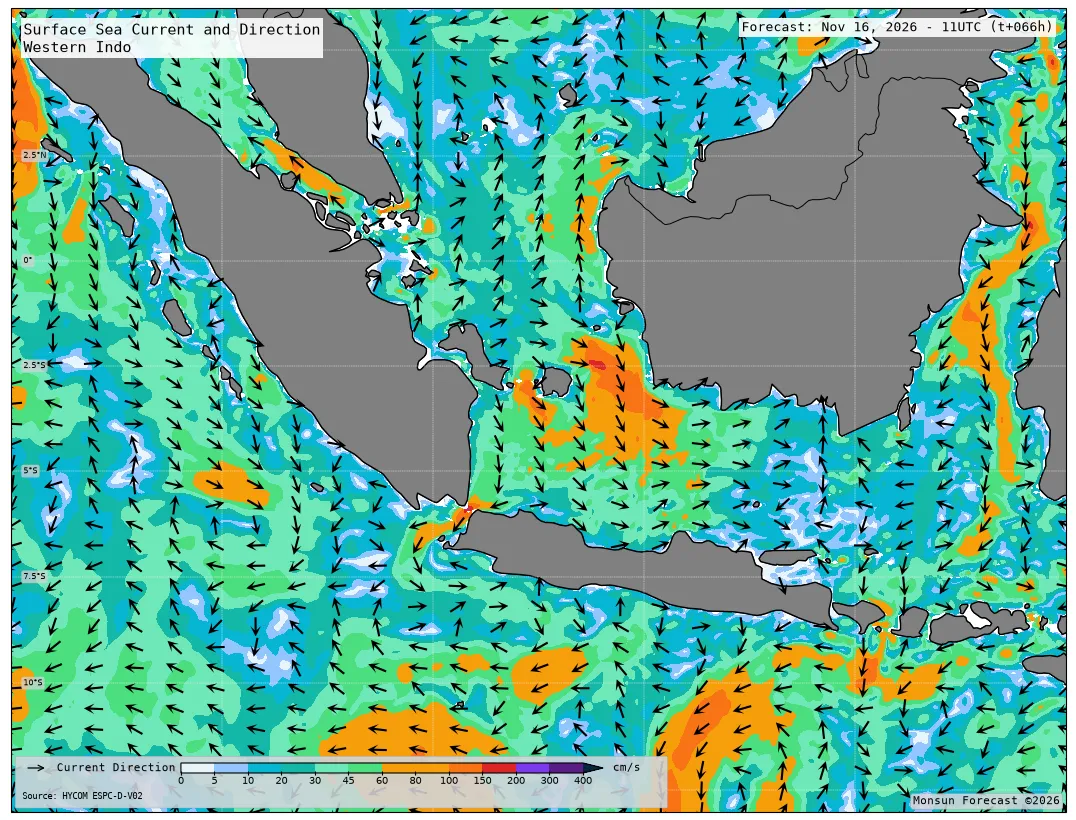 Surface Sea Current and Direction
Western Indo
Forecast: Nov 16, 2026 - 11UTC (t+066h)
2.5°N
0°
2.5°S
5°S
7.5°S
10°S
Current Direction
0 5 10 20 30 45 60 80 100 150 200 300 400
cm/s
Source: HYCOM ESPC-D-V02
Monsun Forecast ©2026